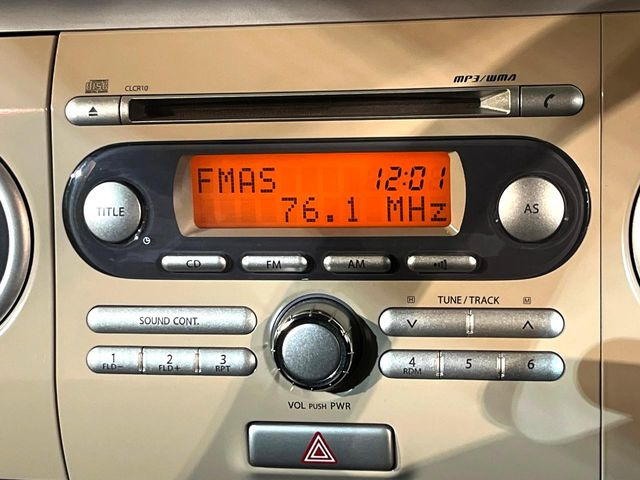 disc CLCR10 MP3/WMA
FMAS 12:01
76.1 MHz
TITLE AS
CD FM AM
SOUND CONT. H TUNE/TRACK M
1 2 3 4 5 6
FLD- FLD+ RPT RDM
VOL PUSH PWR